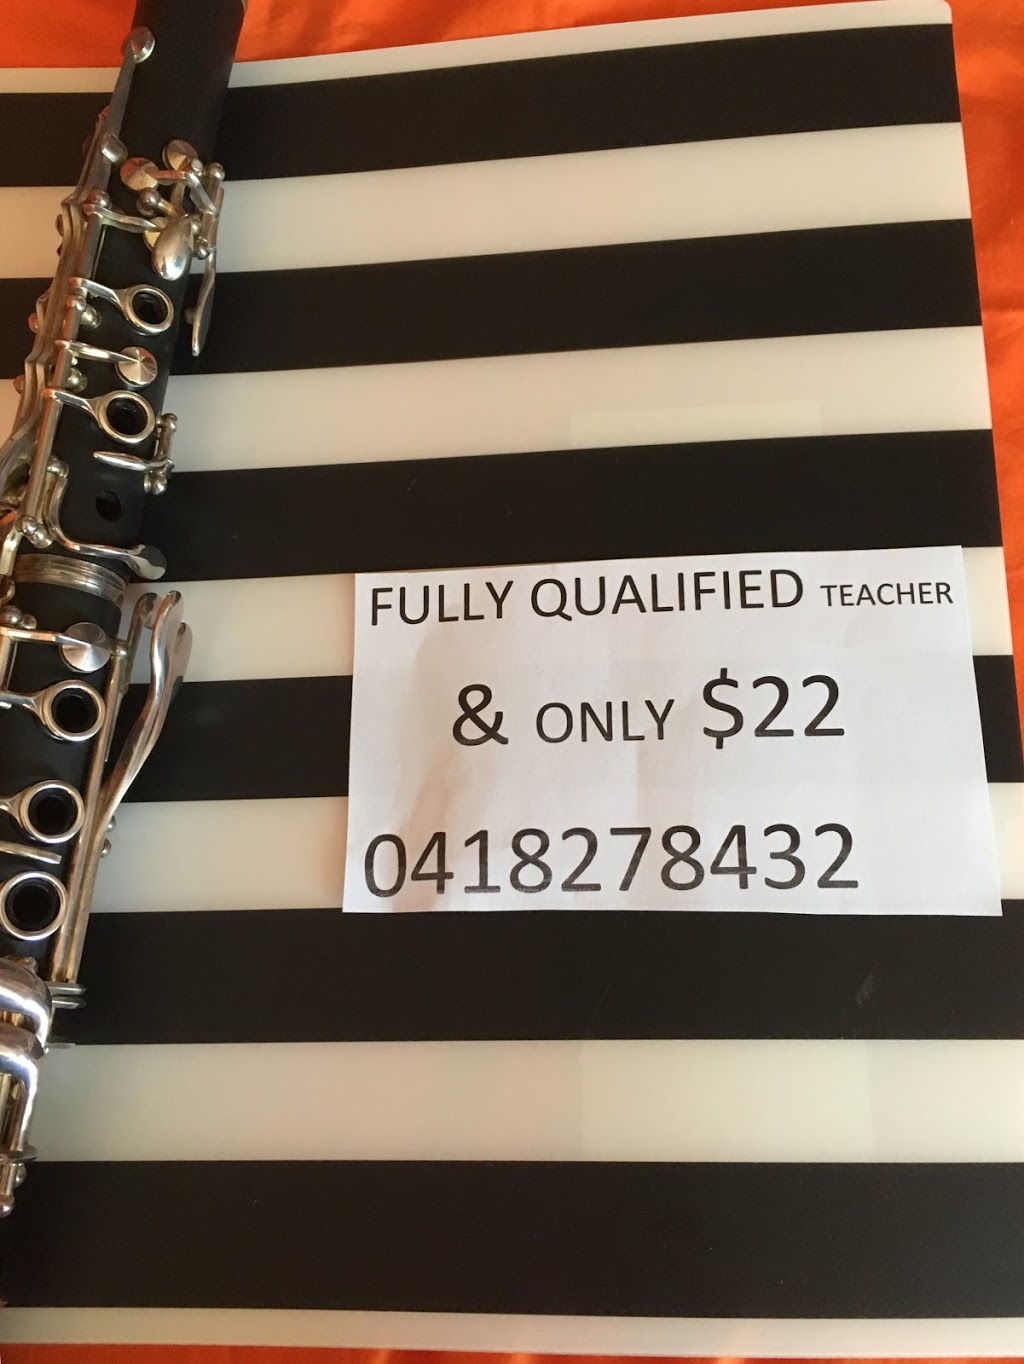 FULLY QUALIFIED TEACHER
& ONLY $22
0418278432